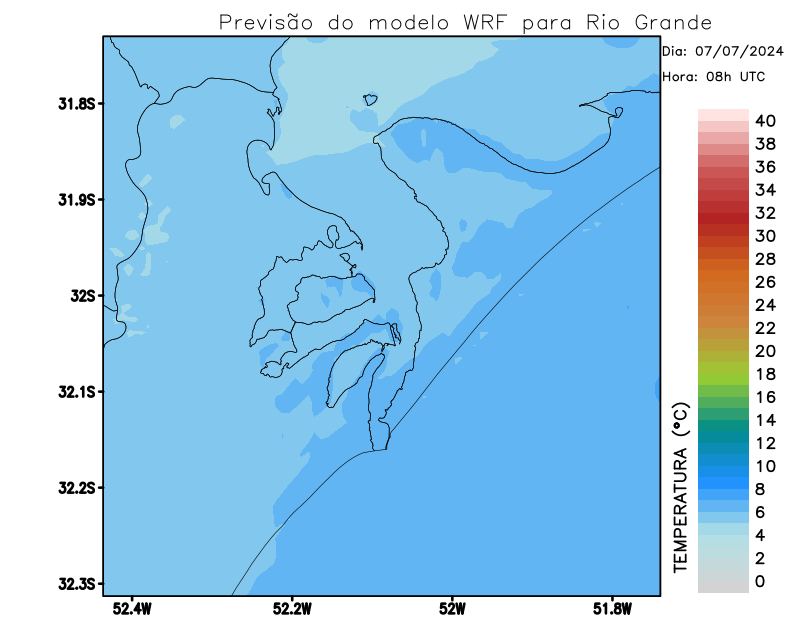 Previsão do modelo WRF para Rio Grande
Dia: 07/07/2024
Hora: 08h UTC
31.8S
31.9S
32S
32.1S
32.2S
32.3S
52.4W
52.2W
52W
51.8W
TEMPERATURA (°C)
40
38
36
34
32
30
28
26
24
22
20
18
16
14
12
10
8
6
4
2
0